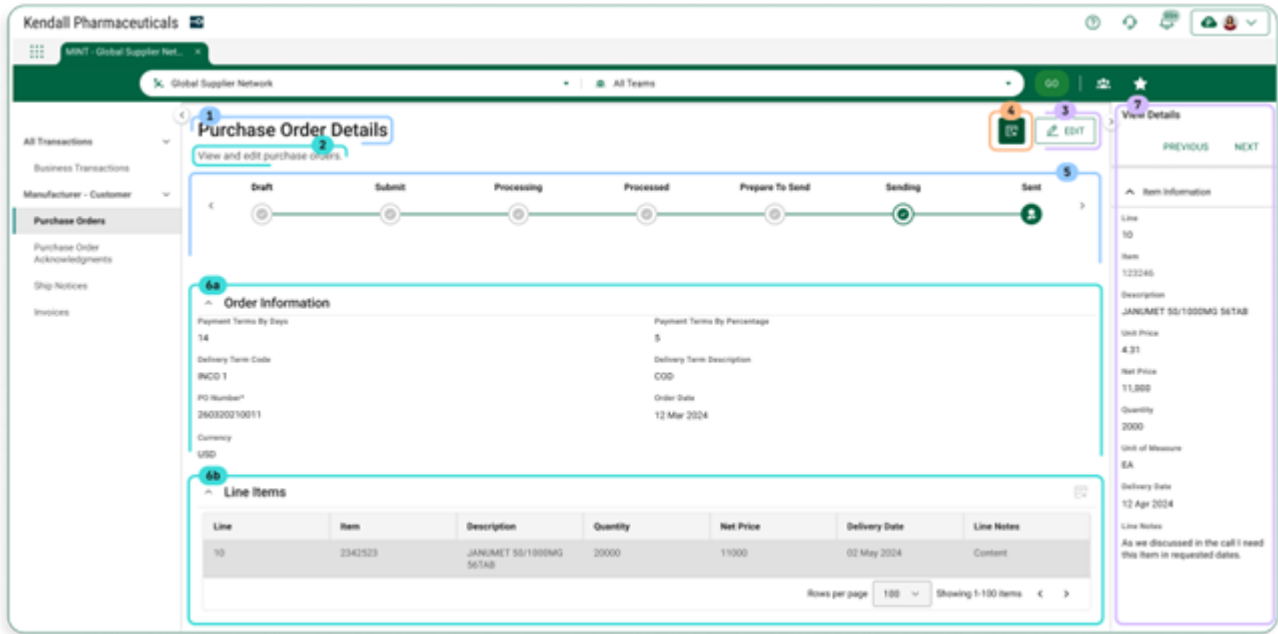 Kendall Pharmaceuticals
99+
MINT - Global Supplier Net... ×
Global Supplier Network
All Teams
GO
All Transactions
Business Transactions
Manufacturer - Customer
Purchase Orders
Purchase Order
Acknowledgments
Ship Notices
Invoices
1
Purchase Order Details
2
View and edit purchase orders.
4
3
EDIT
5
Draft
Submit
Processing
Processed
Prepare To Send
Sending
Sent
6a
Order Information
Payment Terms By Days
14
Payment Terms By Percentage
5
Delivery Term Code
INCO 1
Delivery Term Description
COD
PO Number*
260320210011
Order Date
12 Mar 2024
Currency
USD
6b
Line Items
Line Item Description Quantity Net Price Delivery Date Line Notes
10 2342523 JANUMET 50/1000MG 20000 11000 02 May 2024 Content
56TAB
Rows per page 100 Showing 1-100 items
7
View Details
PREVIOUS NEXT
Item Information
Line
10
Item
123246
Description
JANUMET 50/1000MG 56TAB
Unit Price
4.31
Net Price
11,000
Quantity
2000
Unit of Measure
EA
Delivery Date
12 Apr 2024
Line Notes
As we discussed in the call I need
this item in requested dates.